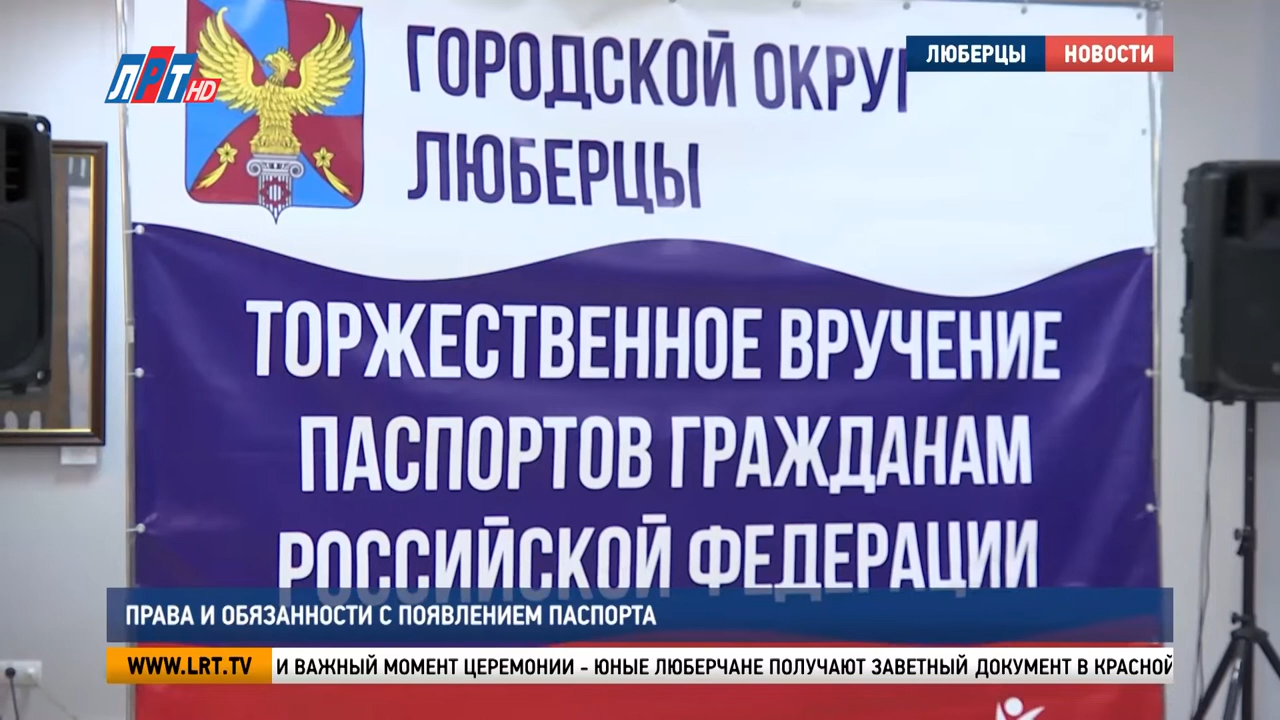 ЛРТ HD
ГОРОДСКОЙ ОКРУГ
ЛЮБЕРЦЫ
ЛЮБЕРЦЫ НОВОСТИ
ТОРЖЕСТВЕННОЕ ВРУЧЕНИЕ
ПАСПОРТОВ ГРАЖДАНАМ
РОССИЙСКОЙ ФЕДЕРАЦИИ
ПРАВА И ОБЯЗАННОСТИ С ПОЯВЛЕНИЕМ ПАСПОРТА
WWW.LRT.TV И ВАЖНЫЙ МОМЕНТ ЦЕРЕМОНИИ - ЮНЫЕ ЛЮБЕРЧАНЕ ПОЛУЧАЮТ ЗАВЕТНЫЙ ДОКУМЕНТ В КРАСНОЙ